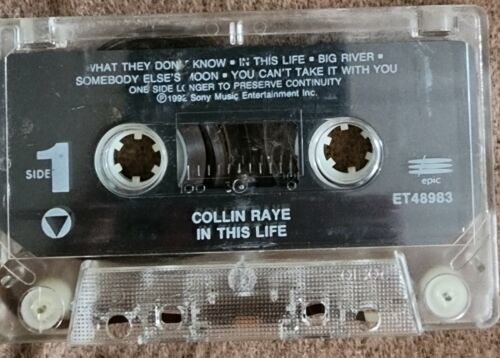 WHAT THEY DON'T KNOW ▪ IN THIS LIFE ▪ BIG RIVER ▪
SOMEBODY ELSE'S MOON ▪ YOU CAN'T TAKE IT WITH YOU
ONE SIDE LONGER TO PRESERVE CONTINUITY
Ⓟ1992 Sony Music Entertainment Inc.
SIDE 1
epic
ET48983
COLLIN RAYE
IN THIS LIFE